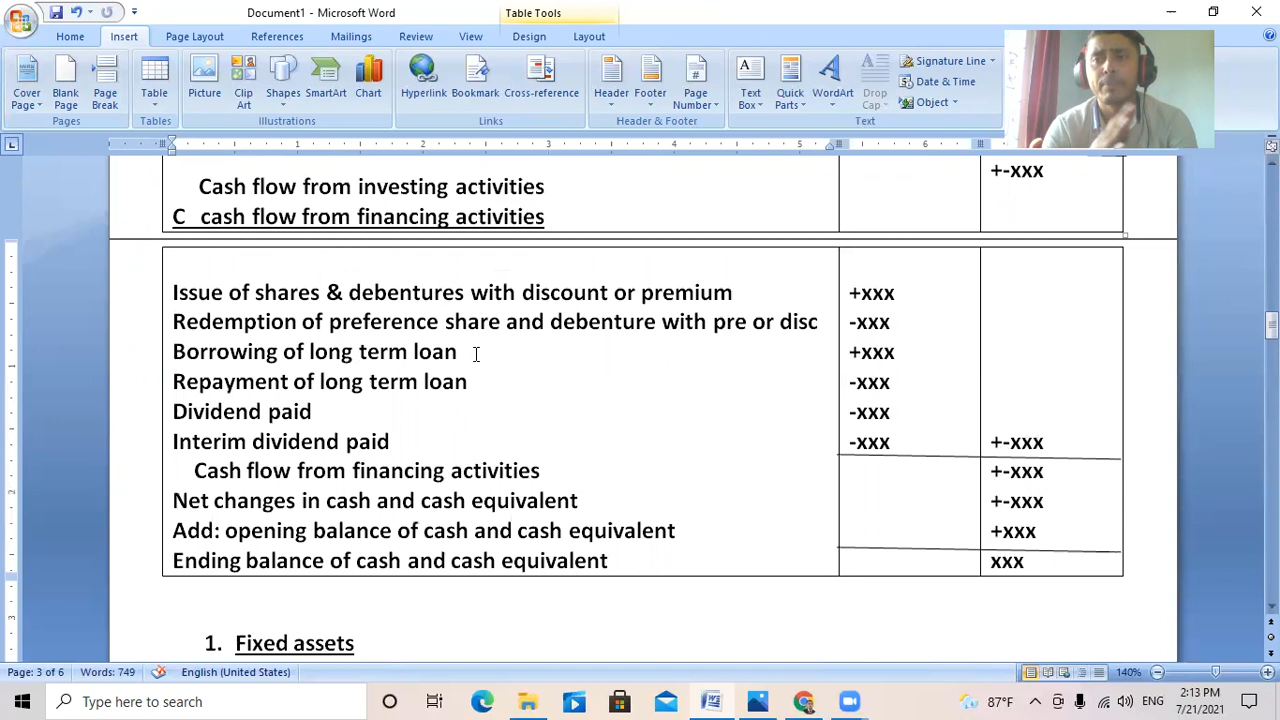 Document1 - Microsoft Word
Table Tools
Home Insert Page Layout References Mailings Review View Design Layout
Cover Page Blank Page Page Break
Table
Picture Clip Art Shapes SmartArt Chart
Hyperlink Bookmark Cross-reference
Header Footer Page Number
Text Box Quick Parts WordArt Drop Cap
Signature Line
Date & Time
Object
Pages Tables Illustrations Links Header & Footer Text
1 2 3 4 5 6
Cash flow from investing activities +-xxx
C cash flow from financing activities
Issue of shares & debentures with discount or premium +xxx
Redemption of preference share and debenture with pre or disc -xxx
Borrowing of long term loan +xxx
Repayment of long term loan -xxx
Dividend paid -xxx
Interim dividend paid -xxx +-xxx
Cash flow from financing activities +-xxx
Net changes in cash and cash equivalent +-xxx
Add: opening balance of cash and cash equivalent +xxx
Ending balance of cash and cash equivalent xxx
1. Fixed assets
Page: 3 of 6 Words: 749 English (United States) 140%
Type here to search 87°F ENG 2:13 PM
7/21/2021